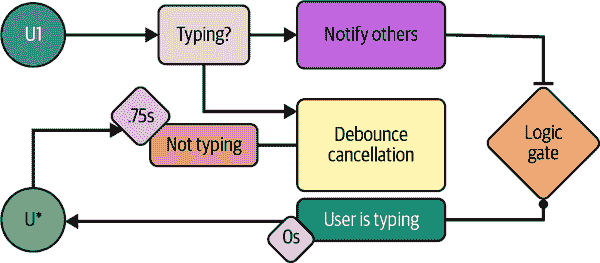 U1
Typing?
Notify others
.75s
Not typing
Debounce
cancellation
Logic
gate
U*
0s
User is typing